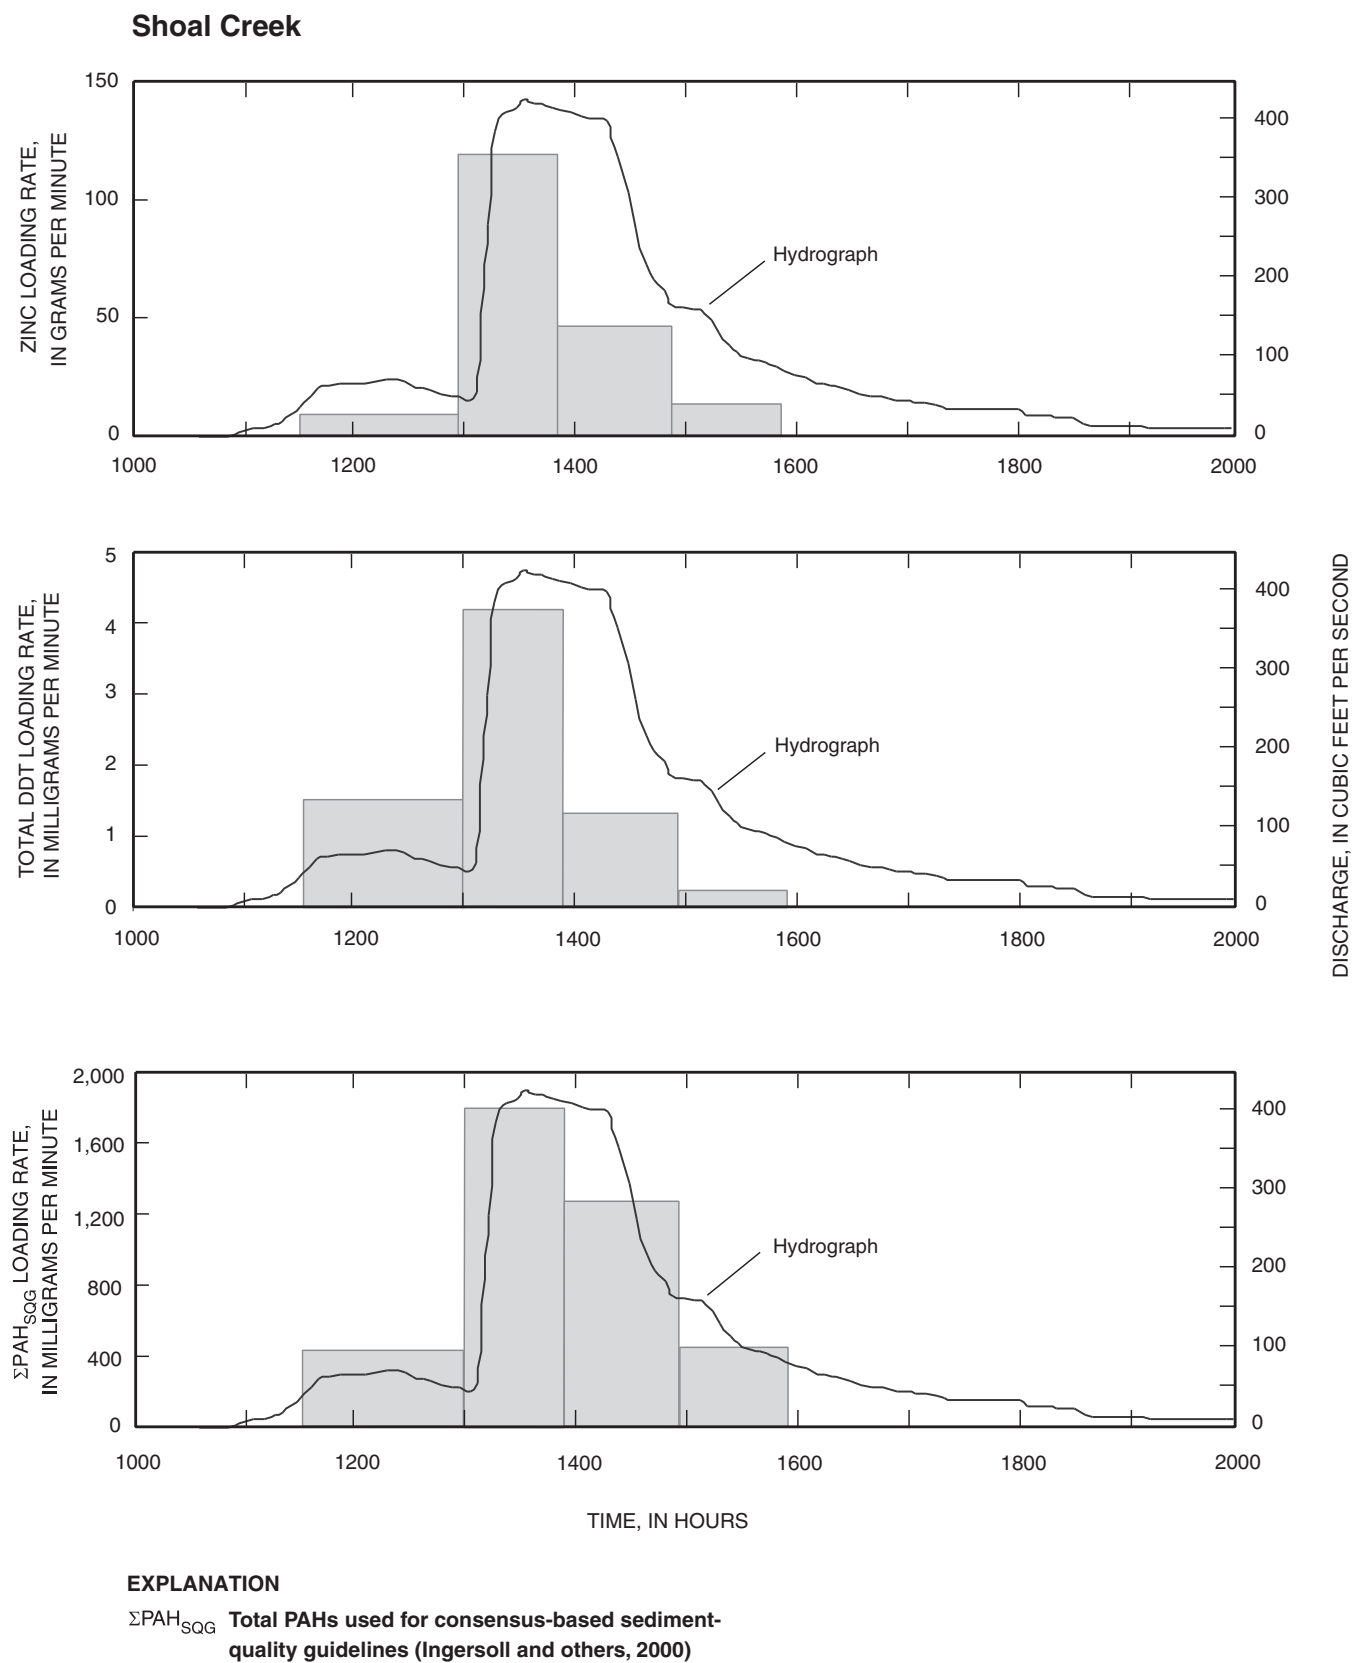 Shoal Creek
ZINC LOADING RATE,
IN GRAMS PER MINUTE
150
100
50
0
400
300
200
100
0
Hydrograph
1000 1200 1400 1600 1800 2000
TOTAL DDT LOADING RATE,
IN MILLIGRAMS PER MINUTE
5
4
3
2
1
0
400
300
200
100
0
Hydrograph
1000 1200 1400 1600 1800 2000
DISCHARGE, IN CUBIC FEET PER SECOND
ΣPAHSQG LOADING RATE,
IN MILLIGRAMS PER MINUTE
2,000
1,600
1,200
800
400
0
400
300
200
100
0
Hydrograph
1000 1200 1400 1600 1800 2000
TIME, IN HOURS
EXPLANATION
ΣPAHSQG Total PAHs used for consensus-based sediment-
quality guidelines (Ingersoll and others, 2000)